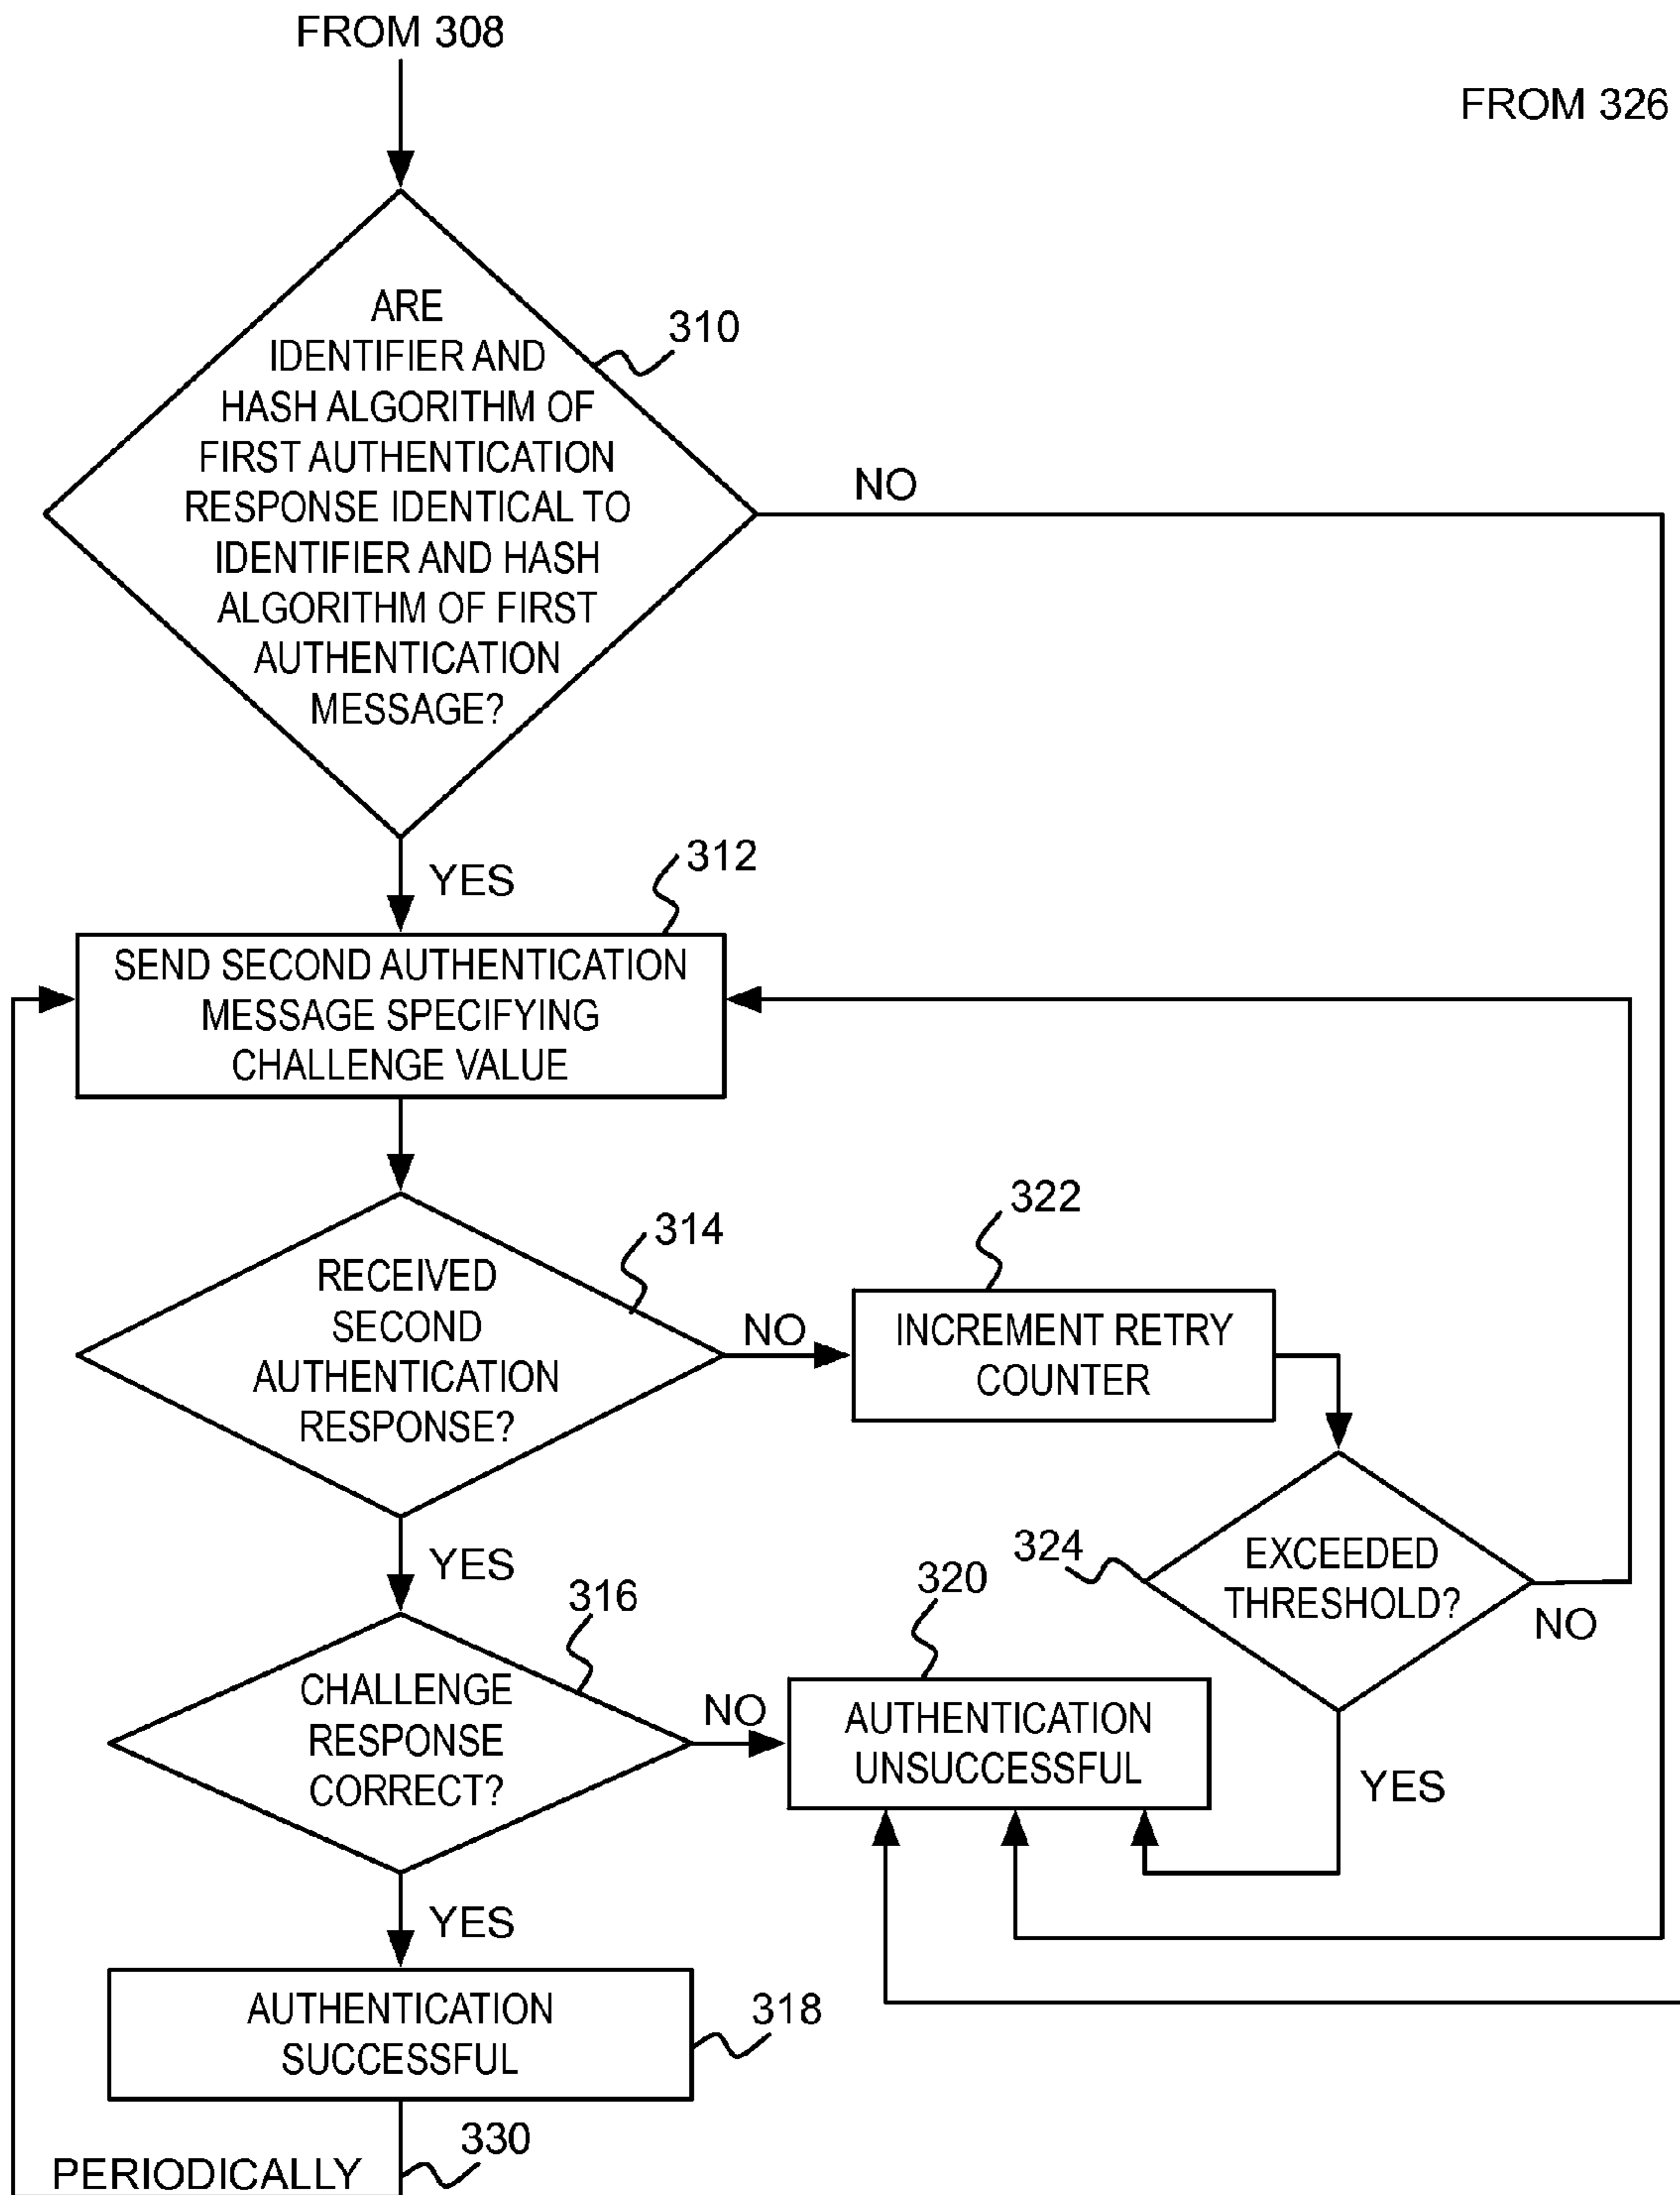 FROM 308
FROM 326
ARE
IDENTIFIER AND
HASH ALGORITHM OF
FIRST AUTHENTICATION
RESPONSE IDENTICAL TO
IDENTIFIER AND HASH
ALGORITHM OF FIRST
AUTHENTICATION
MESSAGE?
310
NO
YES
312
SEND SECOND AUTHENTICATION
MESSAGE SPECIFYING
CHALLENGE VALUE
314
RECEIVED
SECOND
AUTHENTICATION
RESPONSE?
NO
322
INCREMENT RETRY
COUNTER
324
EXCEEDED
THRESHOLD?
NO
YES
YES
316
CHALLENGE
RESPONSE
CORRECT?
NO
320
AUTHENTICATION
UNSUCCESSFUL
YES
AUTHENTICATION
SUCCESSFUL
318
330
PERIODICALLY